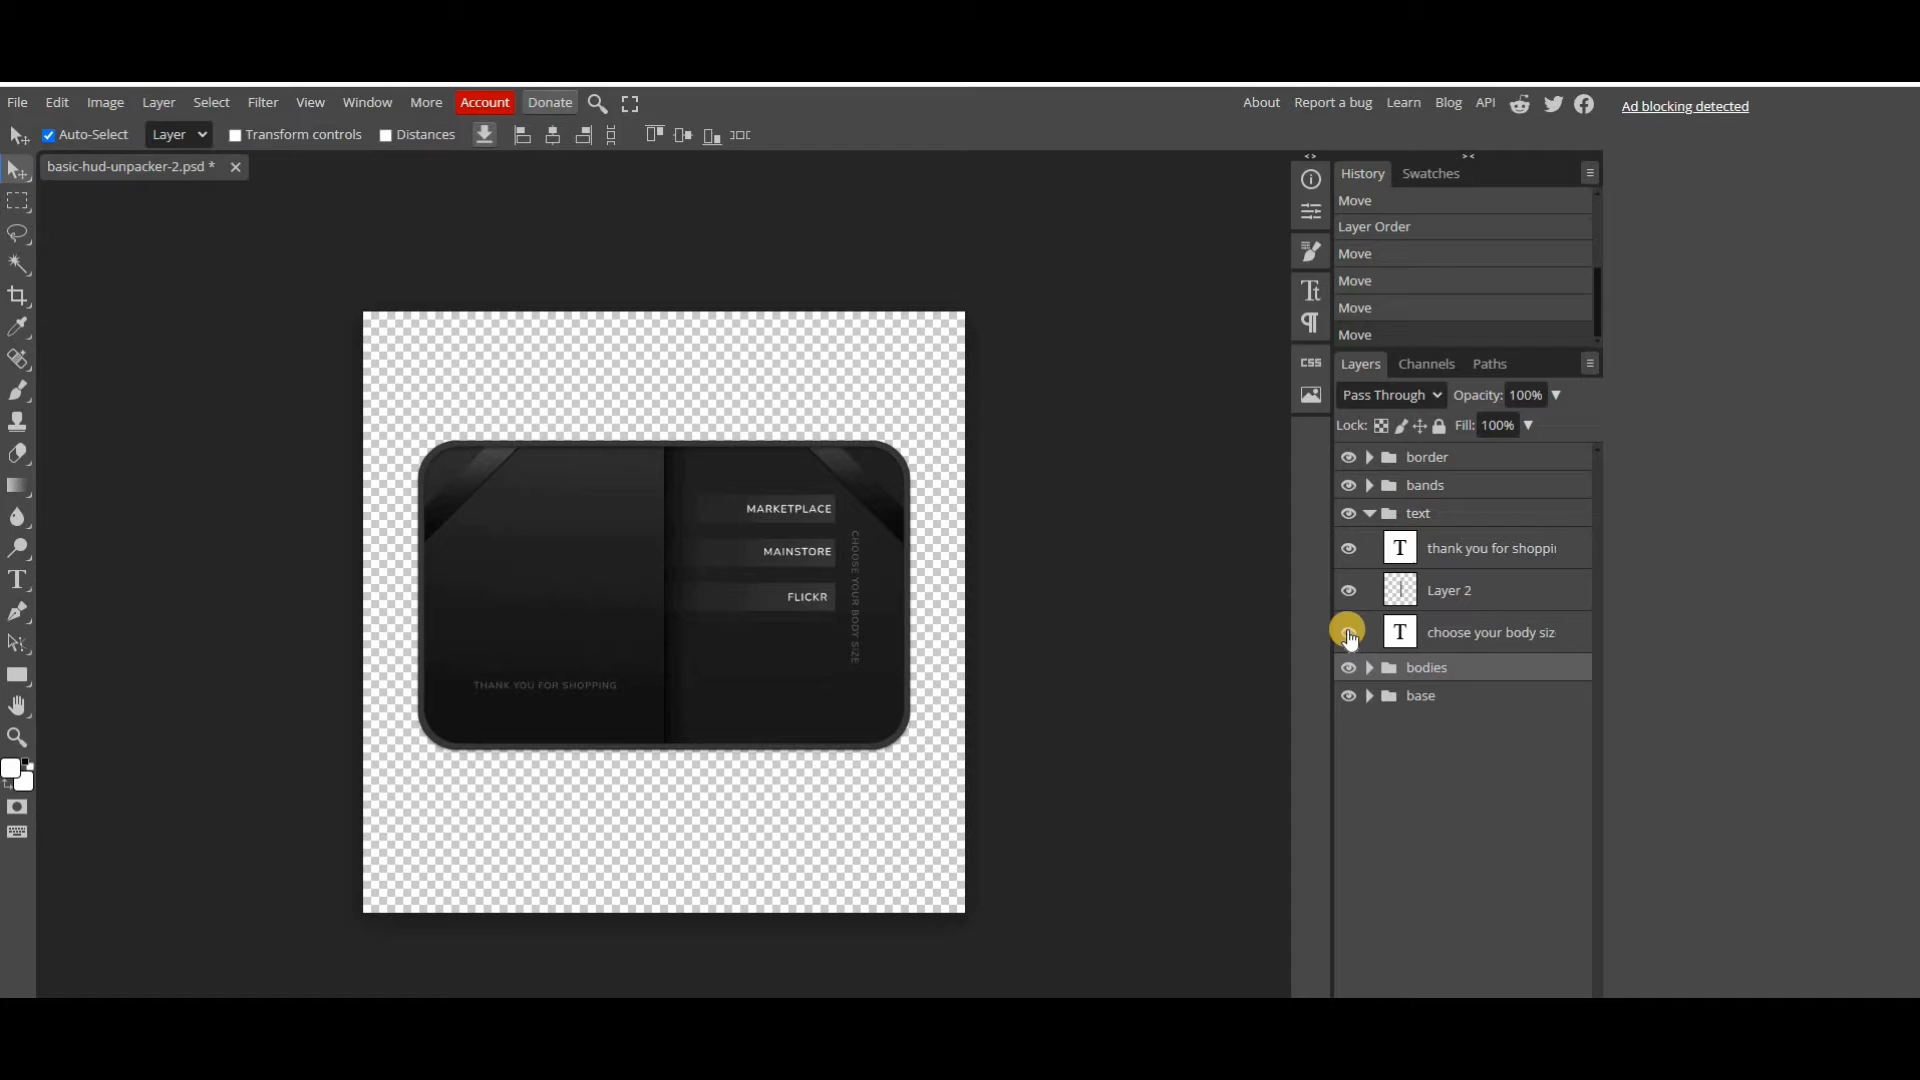 File Edit Image Layer Select Filter View Window More Account Donate About Report a bug Learn Blog API Ad blocking detected
Auto-Select Layer Transform controls Distances
basic-hud-unpacker-2.psd *
History Swatches
Move
Layer Order
Move
Move
Move
Move
Layers Channels Paths
Pass Through Opacity: 100%
Lock: Fill: 100%
border
bands
text
T thank you for shoppi
Layer 2
T choose your body siz
bodies
base
Tt
CSS
T
MARKETPLACE
MAINSTORE
FLICKR
CHOOSE YOUR BODY SIZE
THANK YOU FOR SHOPPING